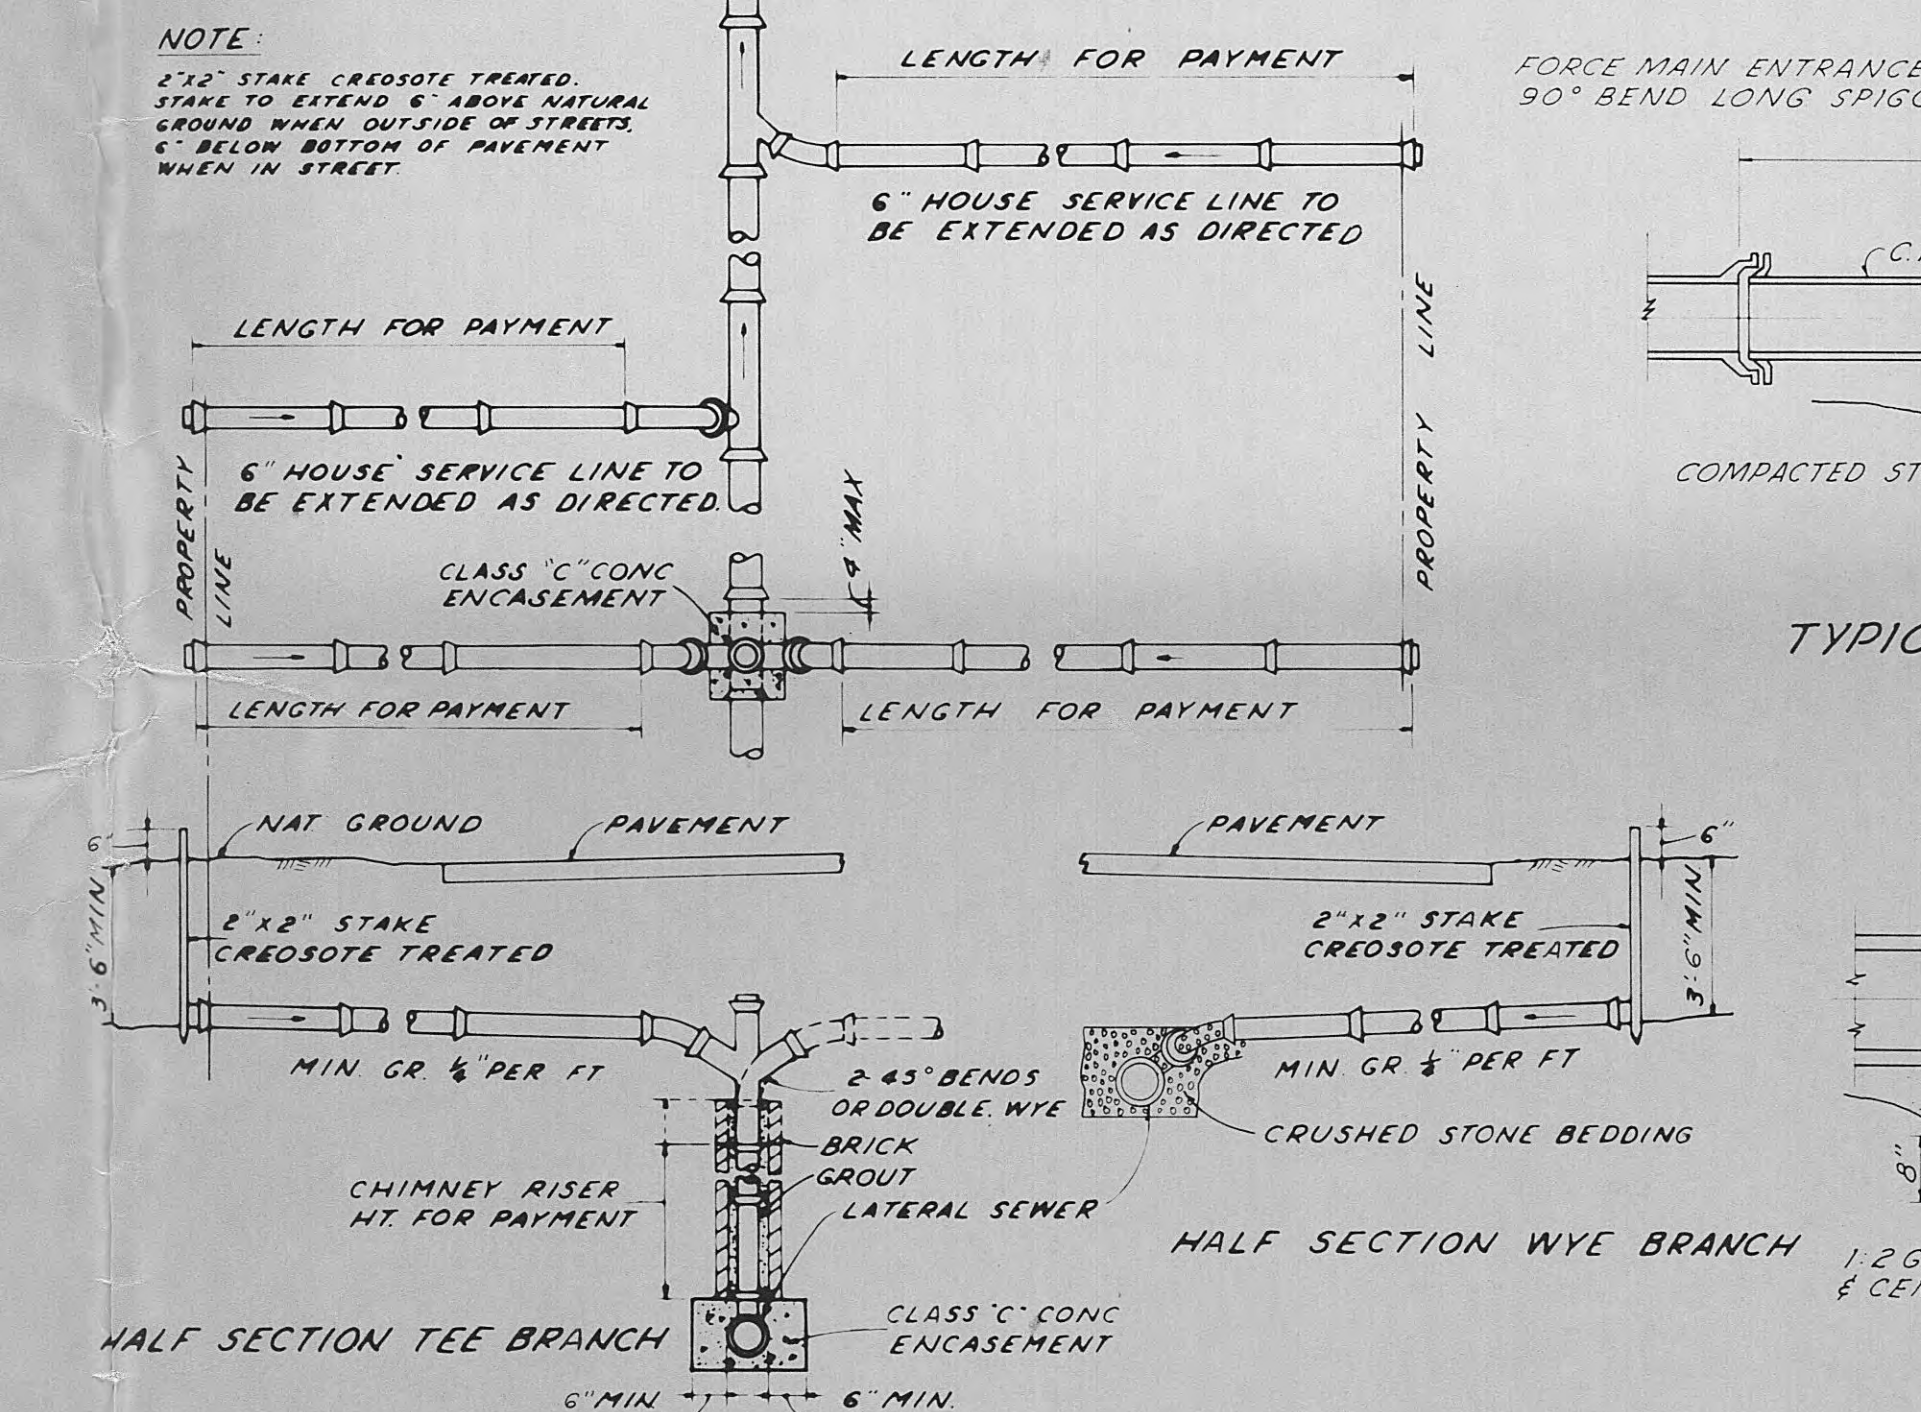 NOTE:
2"X2" STAKE CREOSOTE TREATED.
STAKE TO EXTEND 6" ABOVE NATURAL
GROUND WHEN OUTSIDE OF STREETS,
6" BELOW BOTTOM OF PAVEMENT
WHEN IN STREET.
LENGTH FOR PAYMENT
6" HOUSE SERVICE LINE TO
BE EXTENDED AS DIRECTED
FORCE MAIN ENTRANCE
90° BEND LONG
C.
PROPERTY LINE
COMPACTED
LENGTH FOR PAYMENT
6" HOUSE SERVICE LINE TO
BE EXTENDED AS DIRECTED.
PROPERTY
LINE
4" MAX
CLASS "C" CONC
ENCASEMENT
LENGTH FOR PAYMENT
LENGTH FOR PAYMENT
6"
NAT GROUND
PAVEMENT
PAVEMENT
6"
3'-6" MIN
2"X2" STAKE
CREOSOTE TREATED
2"X2" STAKE
CREOSOTE TREATED
3'-6" MIN
MIN. GR. 1/4" PER FT
2-45° BENDS
OR DOUBLE. WYE
BRICK
GROUT
LATERAL SEWER
CHIMNEY RISER
HT. FOR PAYMENT
MIN. GR. PER FT
CRUSHED STONE BEDDING
HALF SECTION WYE BRANCH
8"
1:2
&
HALF SECTION TEE BRANCH
CLASS "C" CONC
ENCASEMENT
6" MIN
6" MIN.